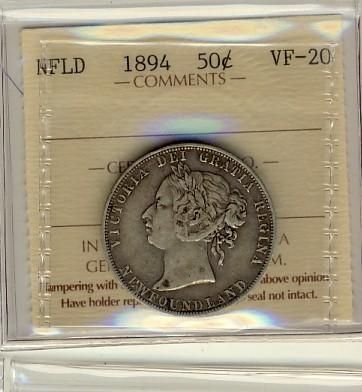 NFLD 1894 50¢ VF-20
— COMMENTS —
VICTORIA DEI GRATIA REGINA
NEWFOUNDLAND
Tampering with above opinion
Have holder seal not intact.